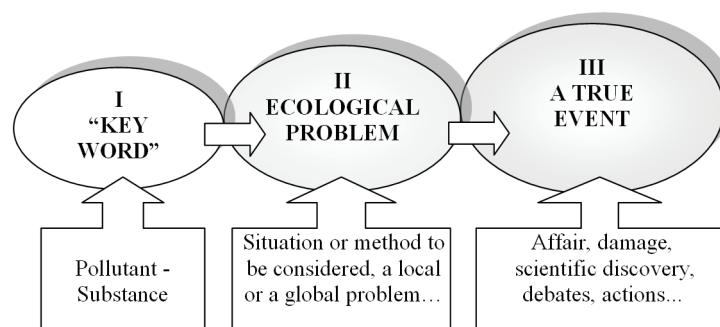 I
“KEY
WORD”
II
ECOLOGICAL
PROBLEM
III
A TRUE
EVENT
Pollutant -
Substance
Situation or method to
be considered, a local
or a global problem…
Affair, damage,
scientific discovery,
debates, actions...